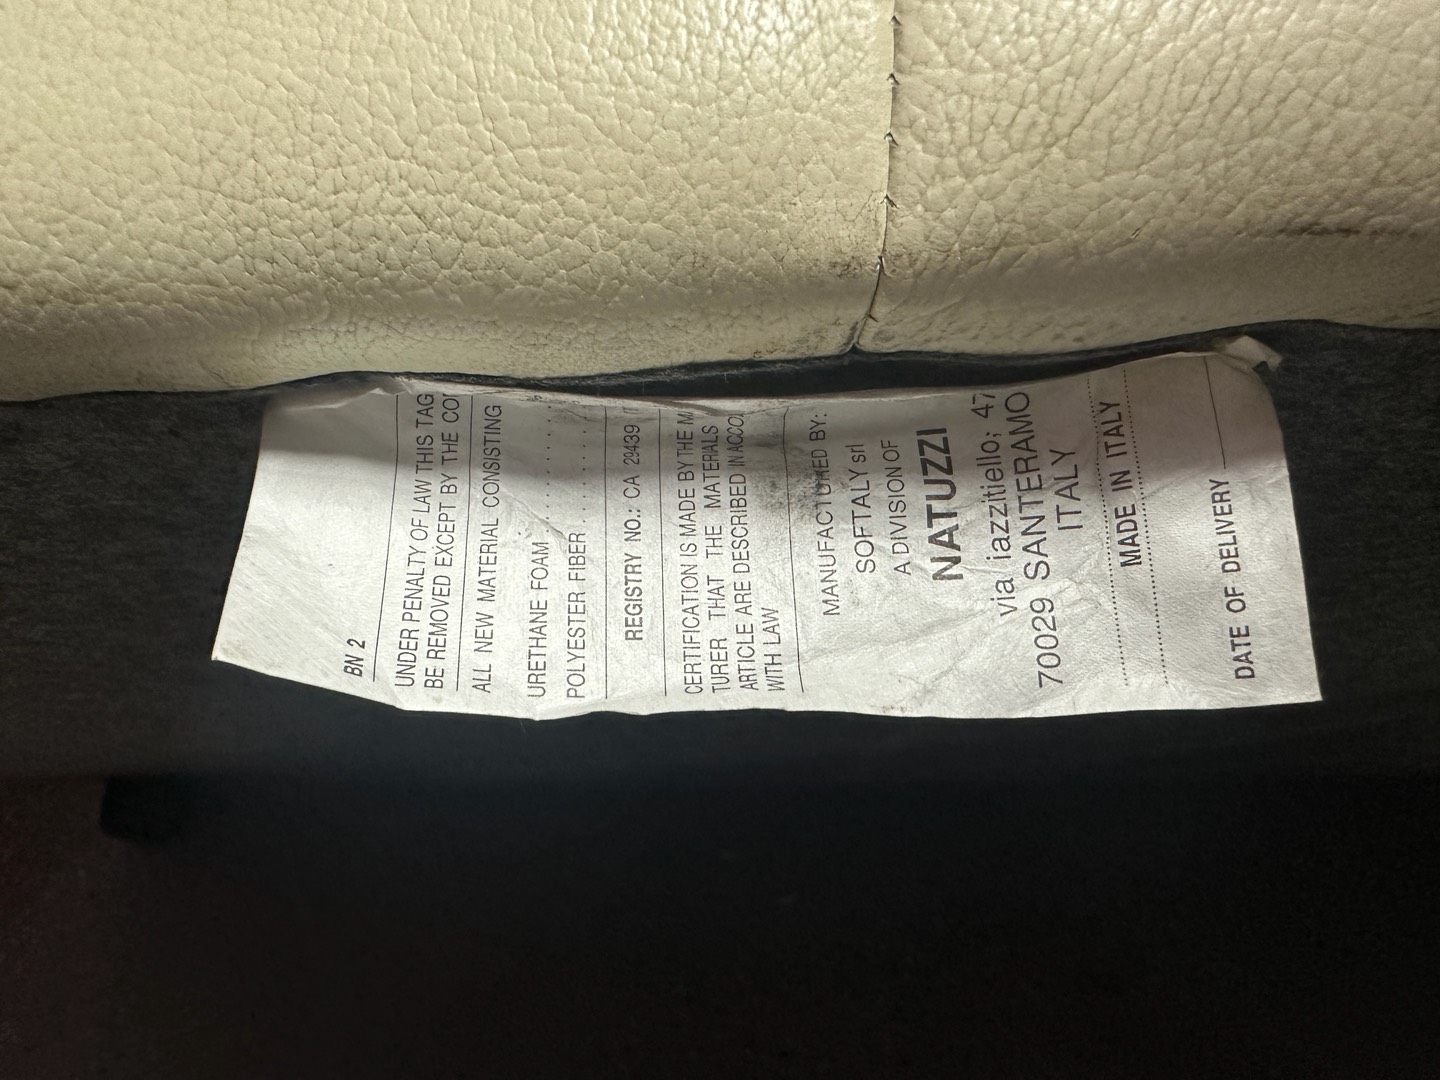 BN 2
UNDER PENALTY OF LAW THIS TAG
BE REMOVED EXCEPT BY THE
ALL NEW MATERIAL CONSISTING
URETHANE FOAM
POLYESTER FIBER
REGISTRY NO.: CA 29439
CERTIFICATION IS MADE BY THE
TURER THAT THE MATERIALS
ARTICLE ARE DESCRIBED IN
WITH LAW
MANUFACTURED BY:
SOFTALY srl
A DIVISION OF
NATUZZI
via iazzitiello; 47
70029 SANTERAMO
ITALY
MADE IN ITALY
DATE OF DELIVERY